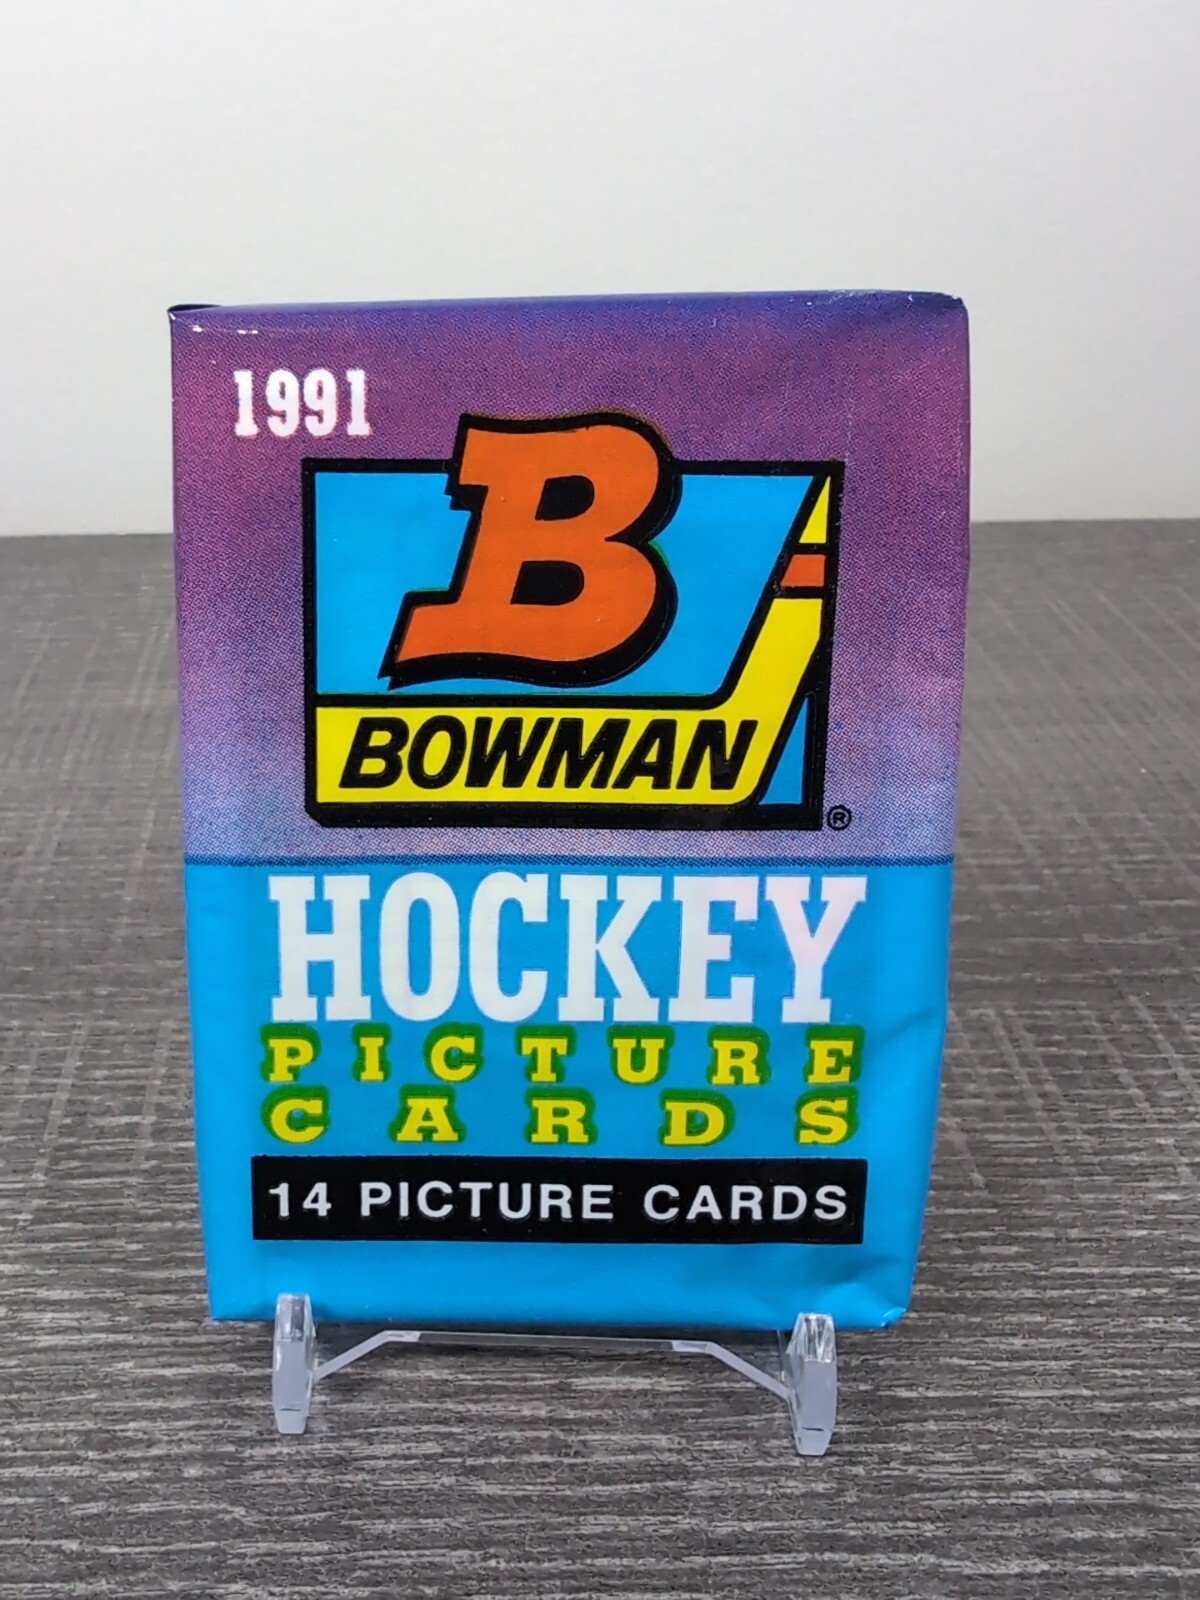 1991
B
BOWMAN
®
HOCKEY
PICTURE
CARDS
14 PICTURE CARDS